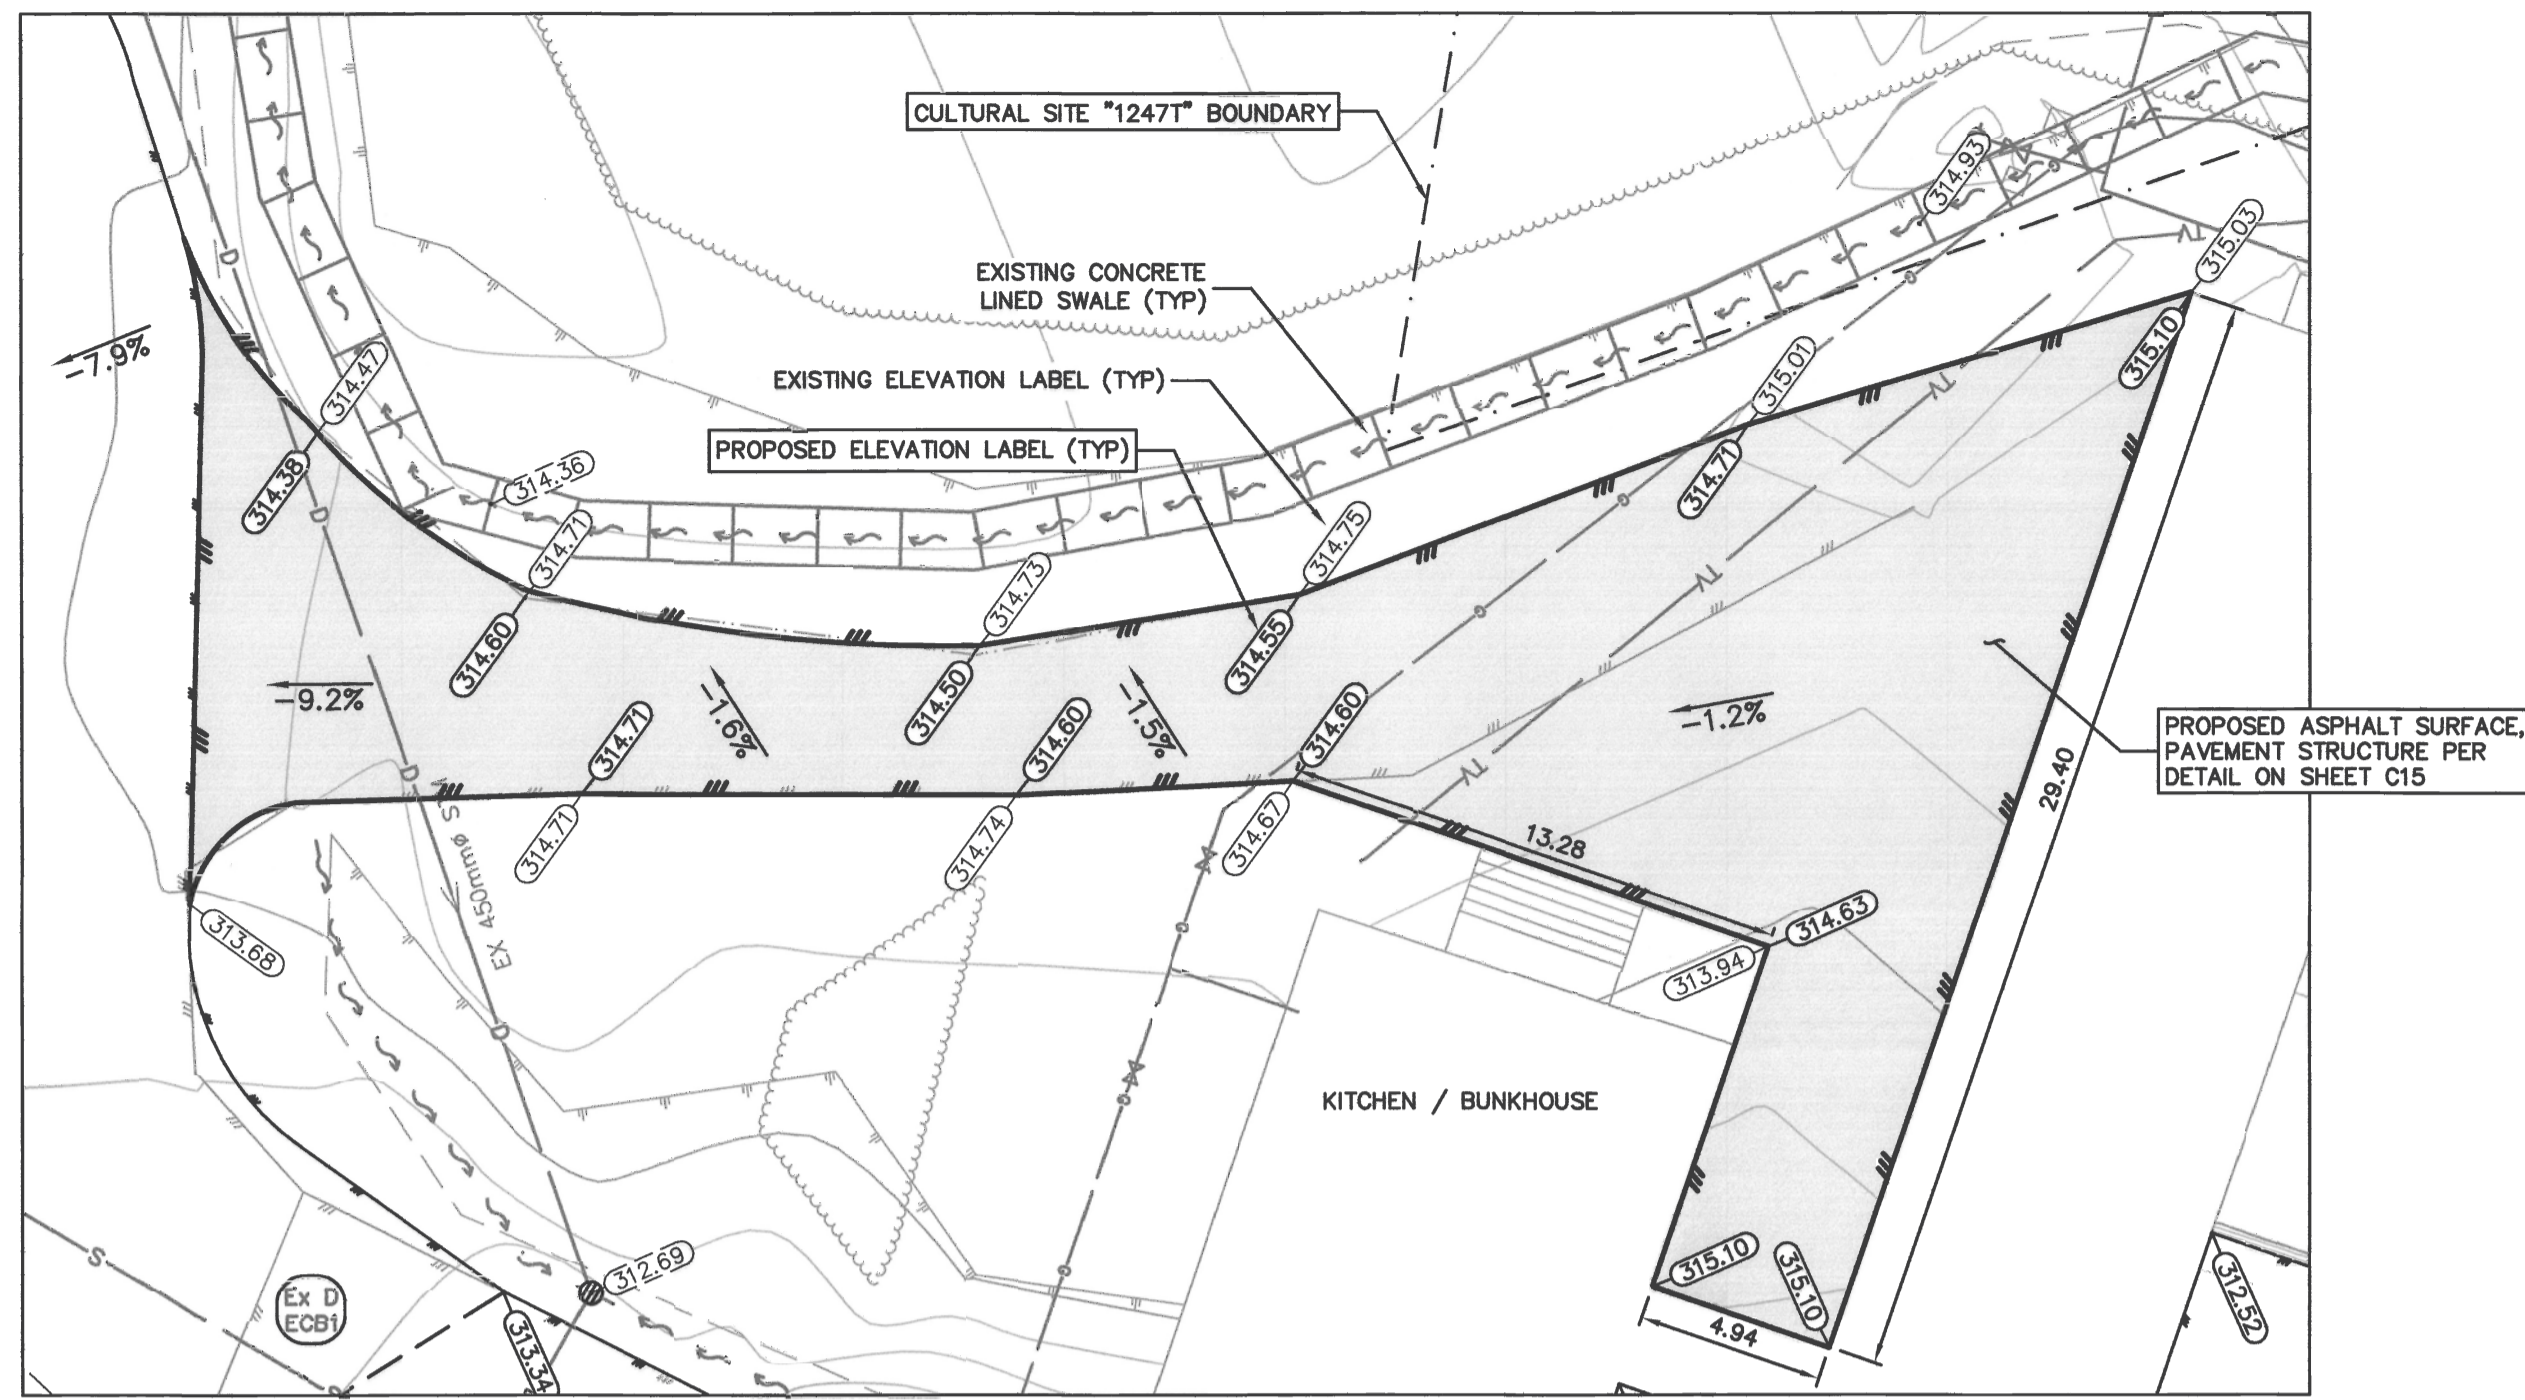 CULTURAL SITE "1247T" BOUNDARY
314.93
315.03
D
TV
EXISTING CONCRETE
LINED SWALE (TYP)
-7.9%
314.47
EXISTING ELEVATION LABEL (TYP)
315.01
315.10
TV
PROPOSED ELEVATION LABEL (TYP)
314.38
314.36
314.71
G
G
G
D
314.71
314.73
314.75
TV
G
314.60
314.50
314.55
-9.2%
-1.6%
-1.5%
-1.2%
314.71
314.60
314.60
PROPOSED ASPHALT SURFACE,
PAVEMENT STRUCTURE PER
DETAIL ON SHEET C15
D
TV
29.40
EX 450mmø STM
314.71
314.74
314.67
13.28
314.63
313.68
G
313.94
D
G
KITCHEN / BUNKHOUSE
S
312.69
G
315.10
315.10
312.52
Ex D
ECB1
313.34
4.94